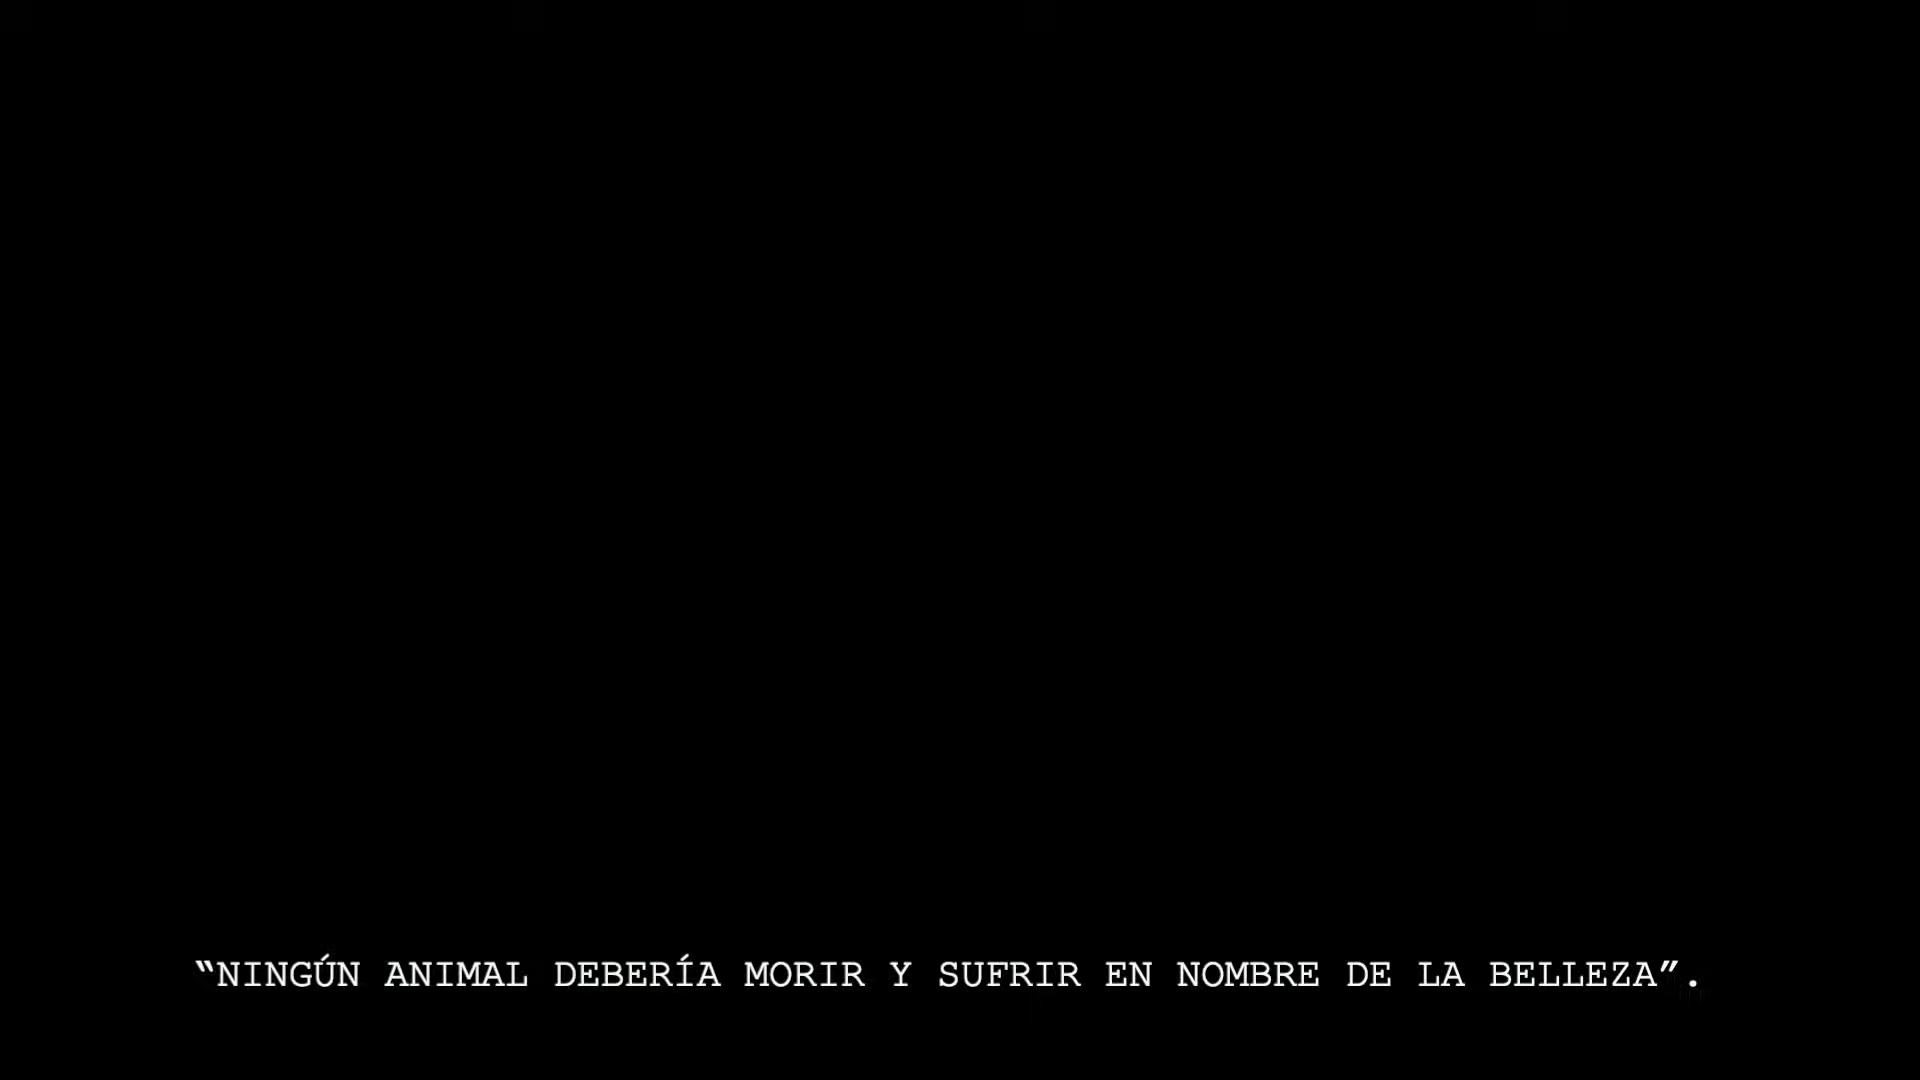 “NINGÚN ANIMAL DEBERÍA MORIR Y SUFRIR EN NOMBRE DE LA BELLEZA”.